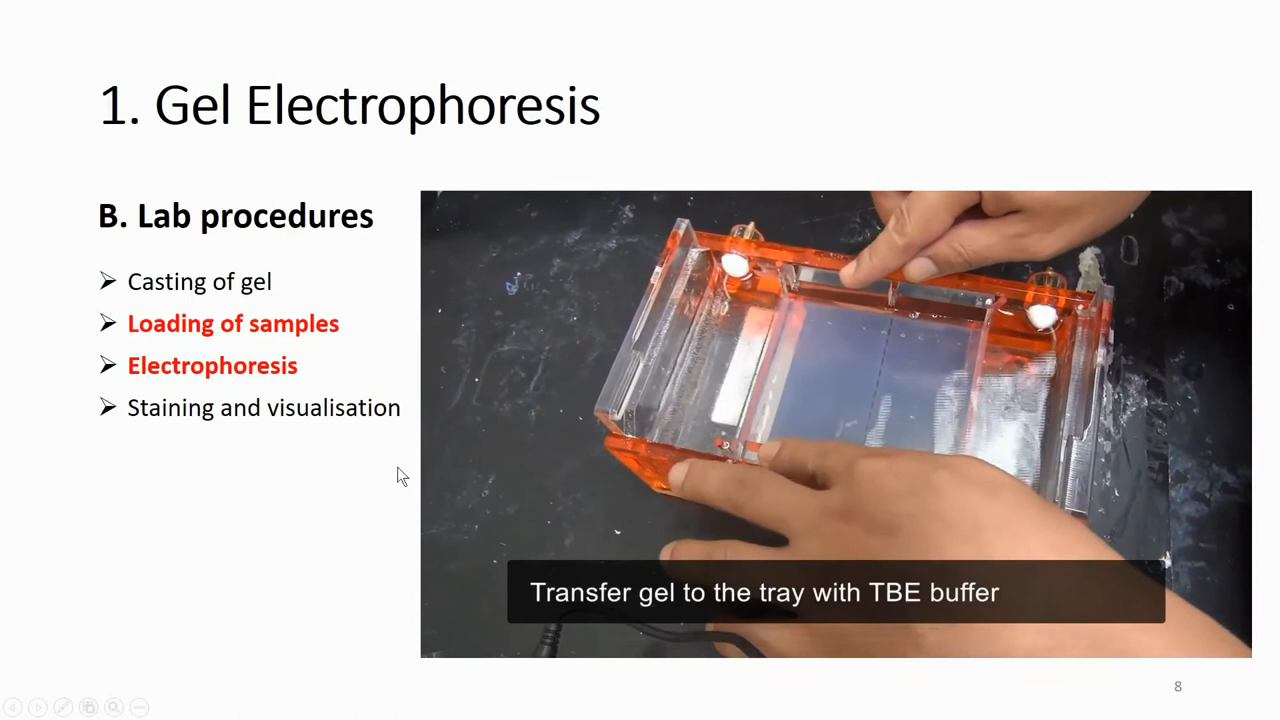 1. Gel Electrophoresis
B. Lab procedures
Casting of gel
Loading of samples
Electrophoresis
Staining and visualisation
Transfer gel to the tray with TBE buffer
8